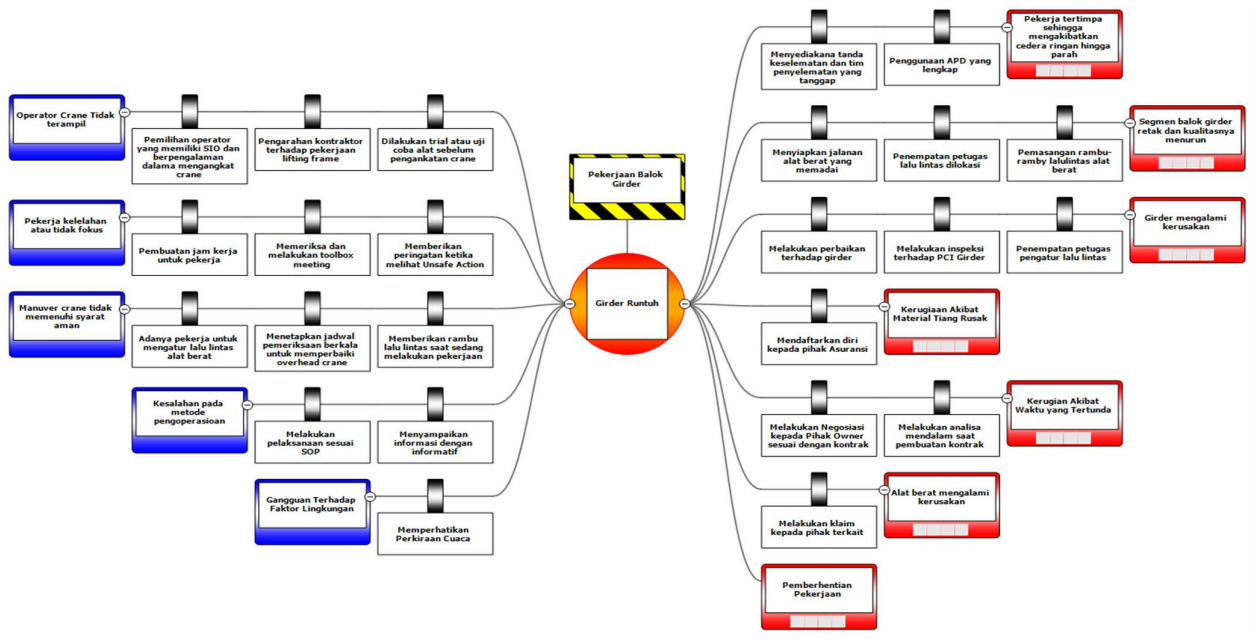 Operator Crane Tidak
terampil
Pemilihan operator
yang memiliki SIO dan
berpengalaman
dalama mengangkat
crane
Pengarahan kontraktor
terhadap pekerjaan
lifting frame
Dilakukan trial atau uji
coba alat sebelum
pengankatan crane
Pekerja kelelahan
atau tidak fokus
Pembuatan jam kerja
untuk pekerja
Memeriksa dan
melakukan toolbox
meeting
Memberikan
peringatan ketika
melihat Unsafe Action
Manuver crane tidak
memenuhi syarat
aman
Adanya pekerja untuk
mengatur lalu lintas
alat berat
Menetapkan jadwal
pemeriksaan berkala
untuk memperbaiki
overhead crane
Memberikan rambu
lalu lintas saat sedang
melakukan pekerjaan
Kesalahan pada
metode
pengoperasioan
Melakukan
pelaksanaan sesuai
SOP
Menyampaikan
informasi dengan
informatif
Gangguan Terhadap
Faktor Lingkungan
Memperhatikan
Perkiraan Cuaca
Pekerjaan Balok
Girder
Girder Runtuh
Menyediakana tanda
keselematan dan tim
penyelematan yang
tanggap
Penggunaan APD yang
lengkap
Pekerja tertimpa
sehingga
mengakibatkan
cedera ringan hingga
parah
Menyiapkan jalanan
alat berat yang
memadai
Penempatan petugas
lalu lintas dilokasi
Pemasangan rambu-
ramby lalulintas alat
berat
Segmen balok girder
retak dan kualitasnya
menurun
Melakukan perbaikan
terhadap girder
Melakukan inspeksi
terhadap PCI Girder
Penempatan petugas
pengatur lalu lintas
Girder mengalami
kerusakan
Mendaftarkan diri
kepada pihak Asuransi
Kerugiaan Akibat
Material Tiang Rusak
Melakukan Negosiasi
kepada Pihak Owner
sesuai dengan kontrak
Melakukan analisa
mendalam saat
pembuatan kontrak
Kerugian Akibat
Waktu yang Tertunda
Melakukan klaim
kepada pihak terkait
Alat berat mengalami
kerusakan
Pemberhentian
Pekerjaan